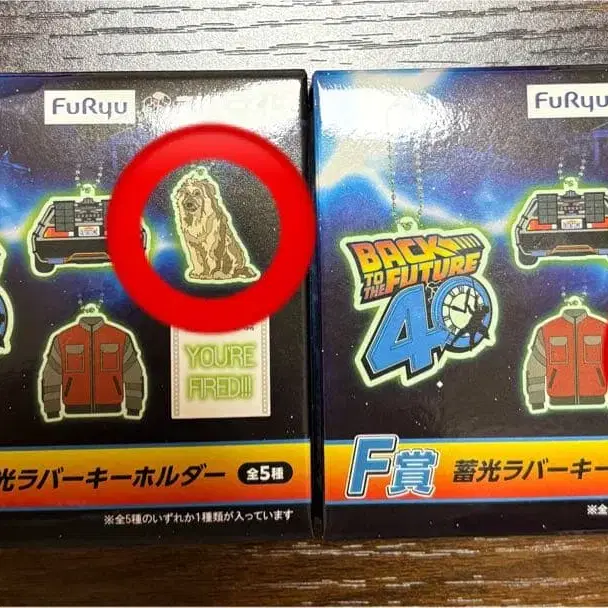 FuRyu
YOU'RE
FIRED!!!
光ラバーキーホルダー 全5種
※全5種のいずれか1種類が入っています
FuRyu
BACK
TO THE
FUTURE
40
F賞 蓄光ラバーキー
※全